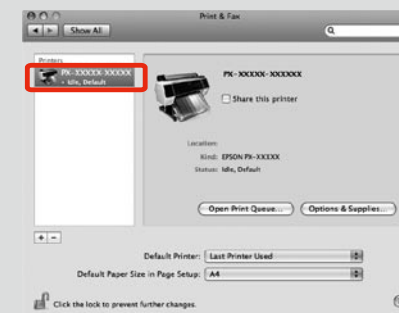 Print & Fax
Show All
Printers
PX-XXXXX-XXXXX
• Idle, Default
PX-XXXXX-XXXXXX
Share this printer
Location:
Kind: EPSON PX-XXXXX
Status: Idle, Default
Open Print Queue...
Options & Supplies...
+ -
Default Printer: Last Printer Used
Default Paper Size in Page Setup: A4
Click the lock to prevent further changes.
?